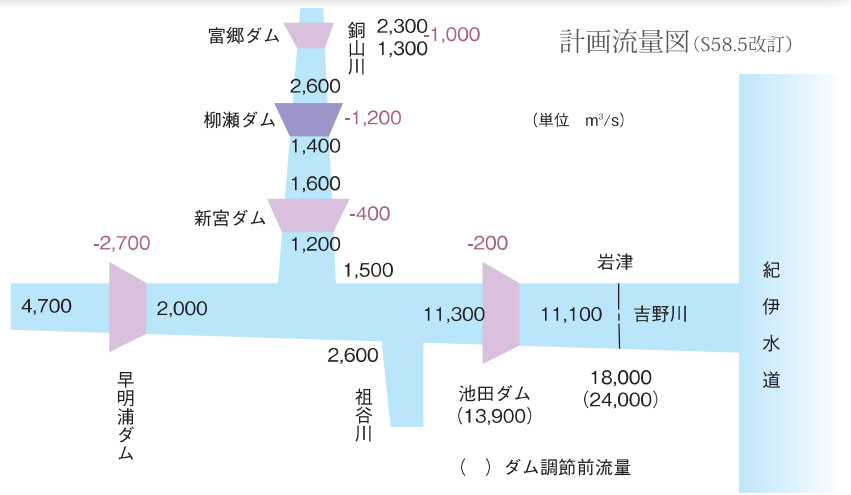 計画流量図(S58.5改訂)
(単位 m³/s)
富郷ダム
銅山川
2,300
-1,000
1,300
2,600
柳瀬ダム
-1,200
1,400
1,600
新宮ダム
-400
1,200
1,500
-2,700
4,700
2,000
早明浦ダム
2,600
祖谷川
-200
11,300
11,100
池田ダム
(13,900)
岩津
吉野川
18,000
(24,000)
紀伊水道
( )ダム調節前流量